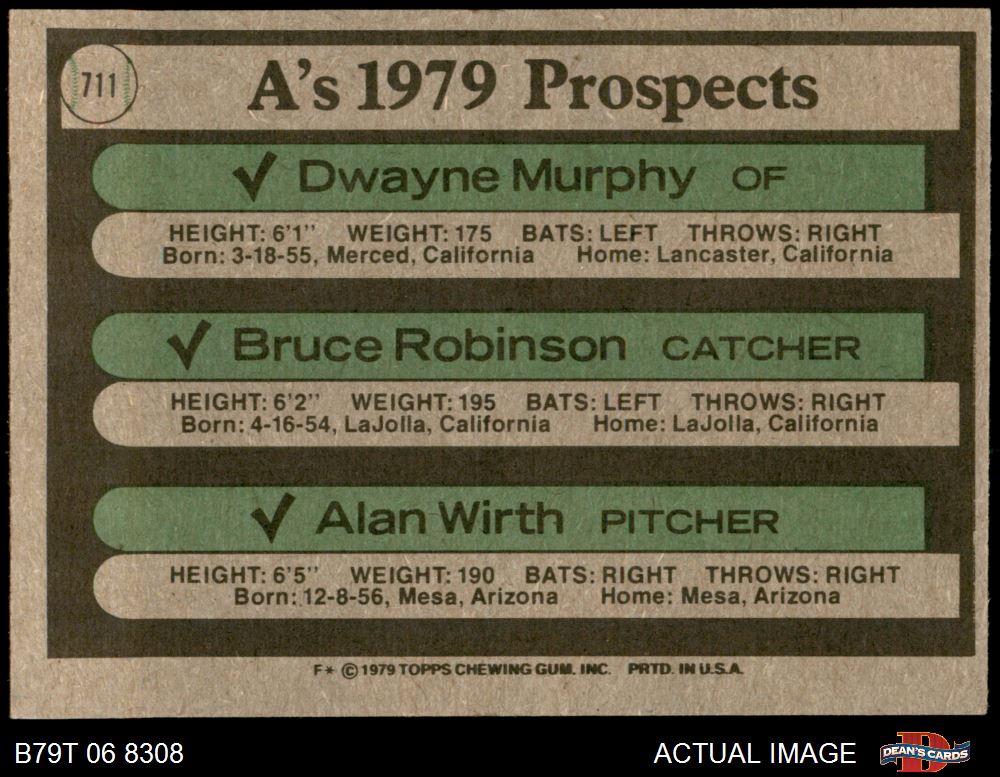 711
A's 1979 Prospects
✓ Dwayne Murphy OF
HEIGHT: 6'1" WEIGHT: 175 BATS: LEFT THROWS: RIGHT
Born: 3-18-55, Merced, California Home: Lancaster, California
✓ Bruce Robinson CATCHER
HEIGHT: 6'2" WEIGHT: 195 BATS: LEFT THROWS: RIGHT
Born: 4-16-54, LaJolla, California Home: LaJolla, California
✓ Alan Wirth PITCHER
HEIGHT: 6'5" WEIGHT: 190 BATS: RIGHT THROWS: RIGHT
Born: 12-8-56, Mesa, Arizona Home: Mesa, Arizona
F* © 1979 TOPPS CHEWING GUM. INC. PRTD. IN U.S.A.
B79T 06 8308 ACTUAL IMAGE DEAN'S CARDS